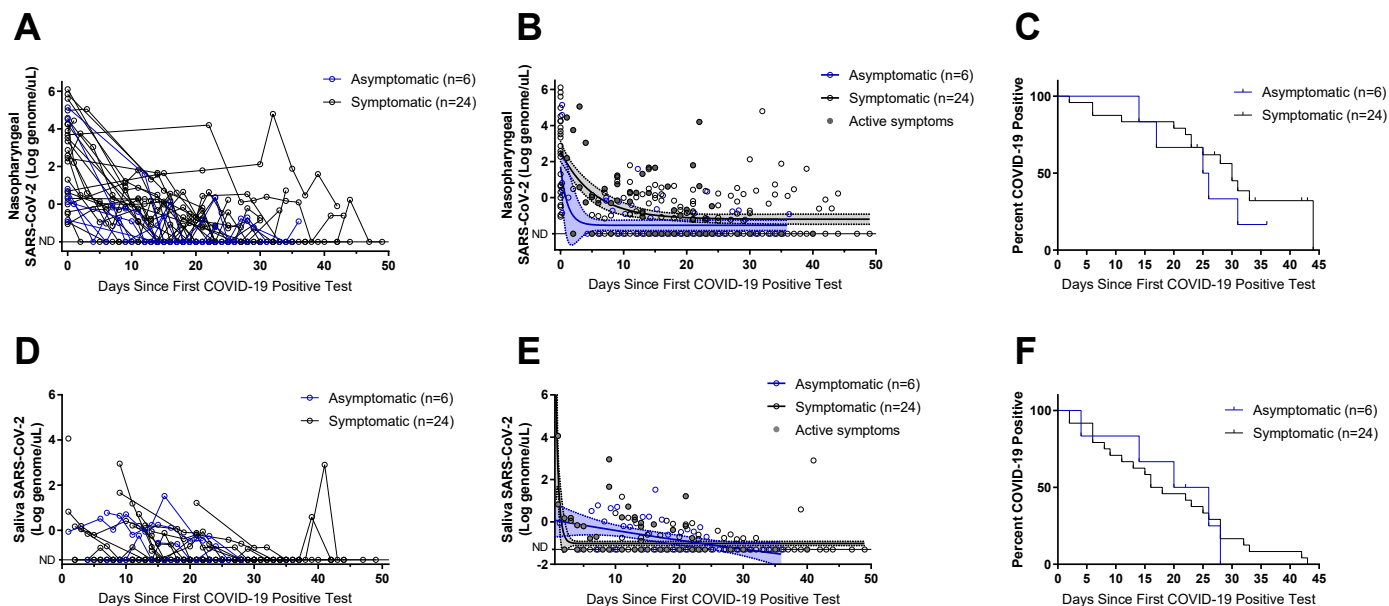 A
Nasopharyngeal
SARS-CoV-2 (Log genome/uL)
6
4
2
0
ND
0 10 20 30 40 50
Days Since First COVID-19 Positive Test
Asymptomatic (n=6)
Symptomatic (n=24)
B
Nasopharyngeal
SARS-CoV-2 (Log genome/uL)
6
4
2
0
ND
0 10 20 30 40 50
Days Since First COVID-19 Positive Test
Asymptomatic (n=6)
Symptomatic (n=24)
Active symptoms
C
Percent COVID-19 Positive
100
50
0
0 5 10 15 20 25 30 35 40 45
Days Since First COVID-19 Positive Test
Asymptomatic (n=6)
Symptomatic (n=24)
D
Saliva SARS-CoV-2
(Log genome/uL)
6
4
2
0
ND
0 10 20 30 40 50
Days Since First COVID-19 Positive Test
Asymptomatic (n=6)
Symptomatic (n=24)
E
Saliva SARS-CoV-2
(Log genome/uL)
6
4
2
0
ND
-2
10 20 30 40 50
Days Since First COVID-19 Positive Test
Asymptomatic (n=6)
Symptomatic (n=24)
Active symptoms
F
Percent COVID-19 Positive
100
50
0
0 5 10 15 20 25 30 35 40 45
Days Since First COVID-19 Positive Test
Asymptomatic (n=6)
Symptomatic (n=24)